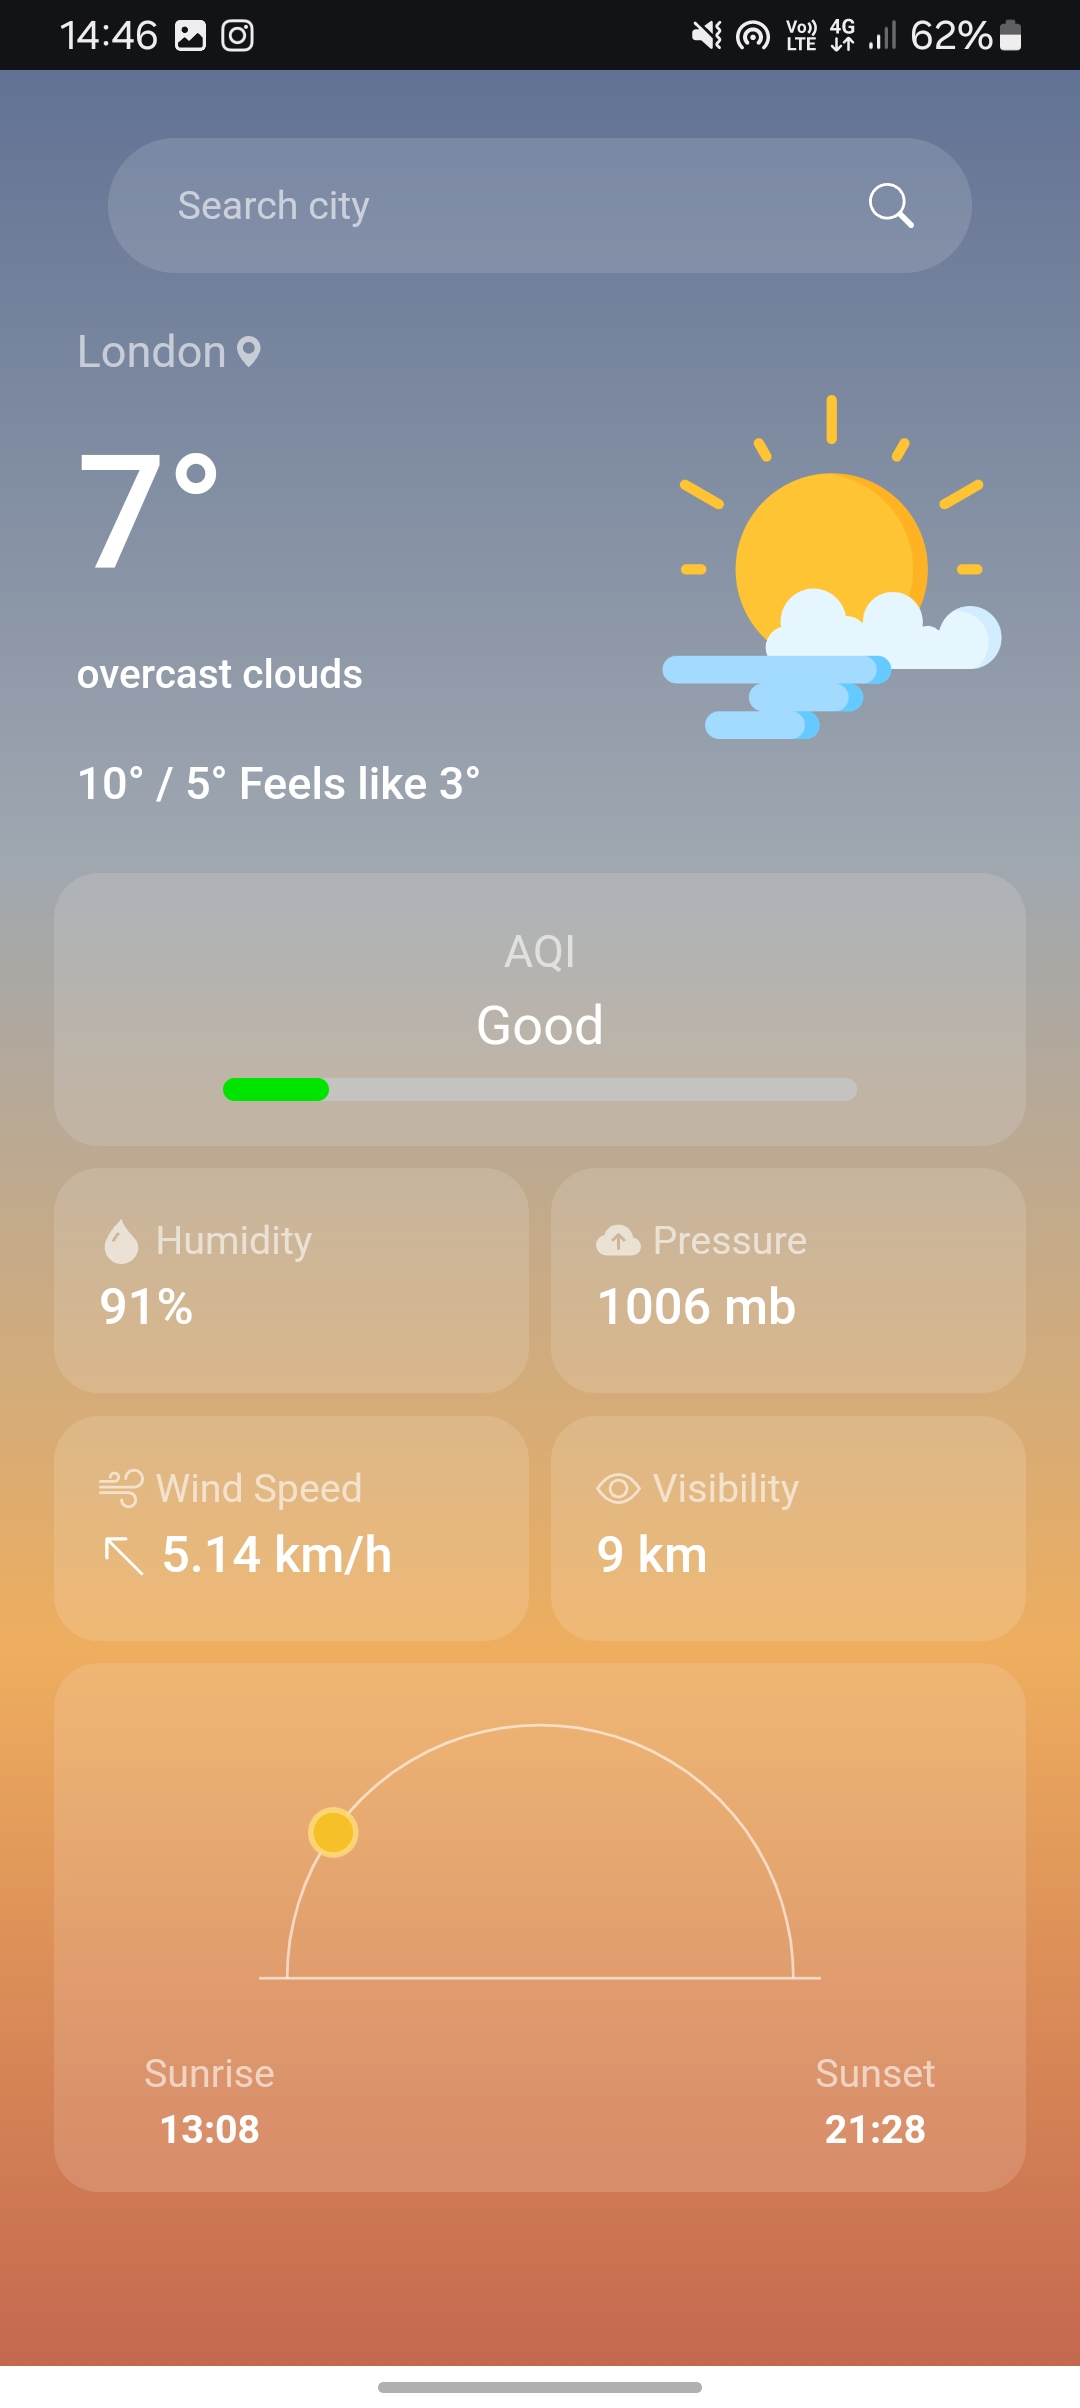 14:46
Vo)) LTE 4G 62%
Search city
London
7°
overcast clouds
10° / 5° Feels like 3°
AQI
Good
Humidity
91%
Pressure
1006 mb
Wind Speed
5.14 km/h
Visibility
9 km
Sunrise
13:08
Sunset
21:28